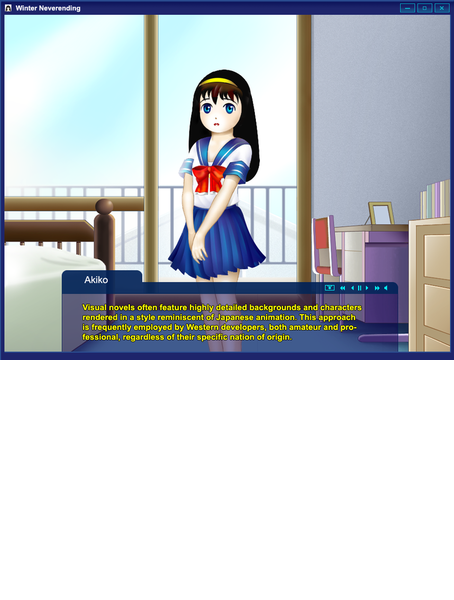 Winter Neverending
Akiko
Visual novels often feature highly detailed backgrounds and characters
rendered in a style reminiscent of Japanese animation. This approach
is frequently employed by Western developers, both amateur and pro-
fessional, regardless of their specific nation of origin.